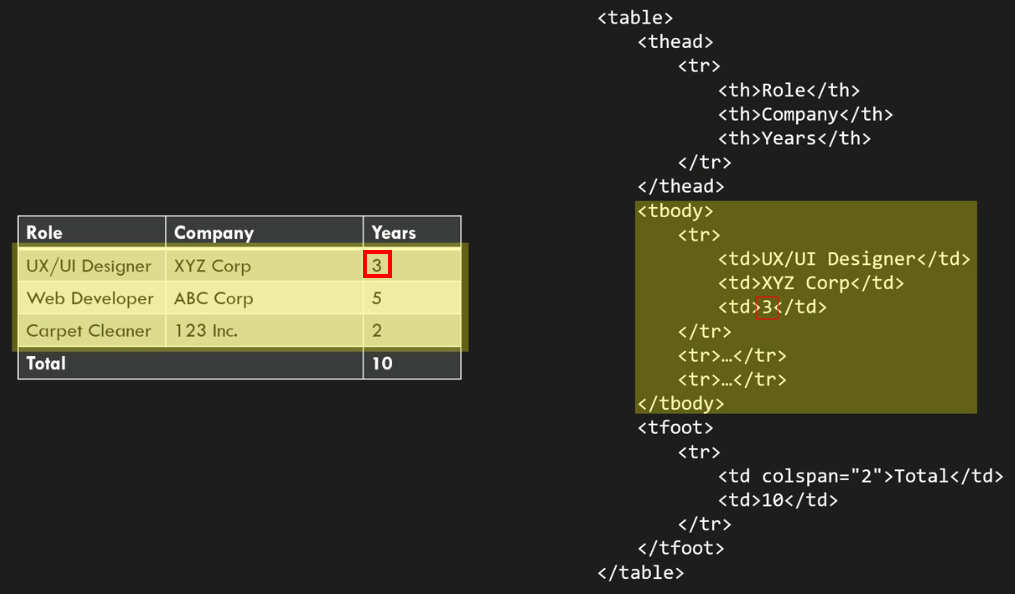 Role Company Years
UX/UI Designer XYZ Corp 3
Web Developer ABC Corp 5
Carpet Cleaner 123 Inc. 2
Total 10
<table>
<thead>
<tr>
<th>Role</th>
<th>Company</th>
<th>Years</th>
</tr>
</thead>
<tbody>
<tr>
<td>UX/UI Designer</td>
<td>XYZ Corp</td>
<td>3</td>
</tr>
<tr>…</tr>
<tr>…</tr>
</tbody>
<tfoot>
<tr>
<td colspan="2">Total</td>
<td>10</td>
</tr>
</tfoot>
</table>